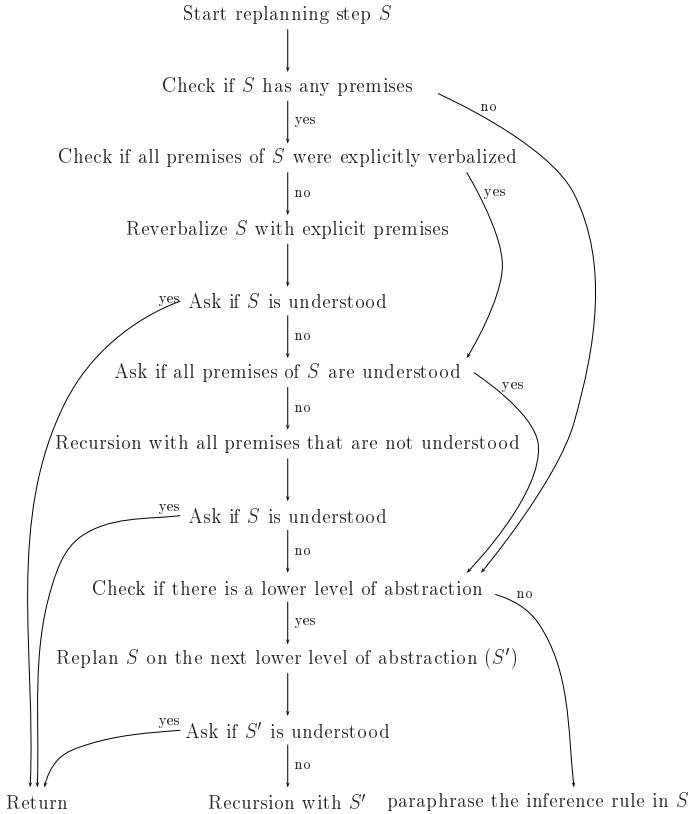 Start replanning step S
Check if S has any premises
no
yes
Check if all premises of S were explicitly verbalized
no
yes
Reverbalize S with explicit premises
yes
Ask if S is understood
no
Ask if all premises of S are understood
yes
no
Recursion with all premises that are not understood
yes
Ask if S is understood
no
Check if there is a lower level of abstraction
no
yes
Replan S on the next lower level of abstraction (S′)
yes
Ask if S′ is understood
no
Return
Recursion with S′
paraphrase the inference rule in S